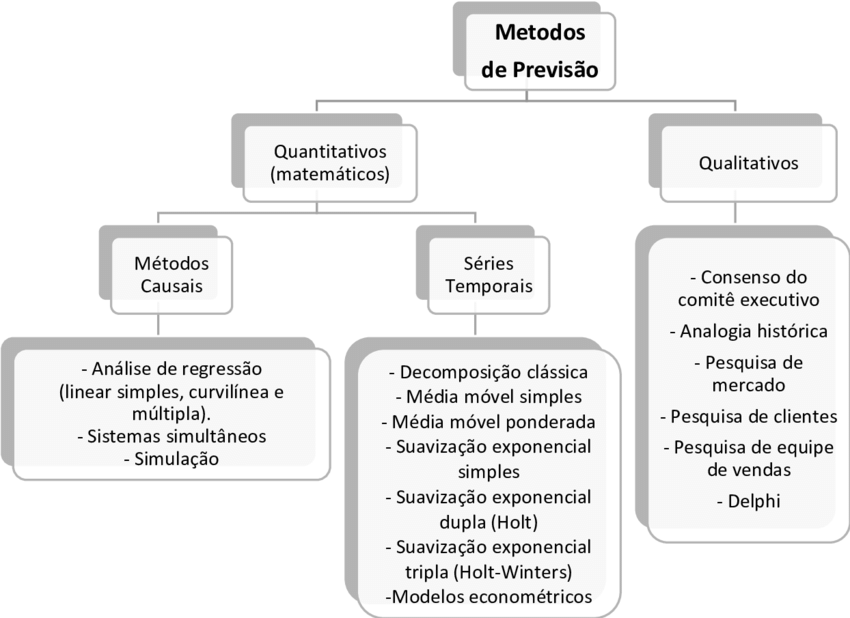 Metodos
de Previsão
Quantitativos
(matemáticos)
Qualitativos
Métodos
Causais
Séries
Temporais
- Análise de regressão
(linear simples, curvilínea e
múltipla).
- Sistemas simultâneos
- Simulação
- Decomposição clássica
- Média móvel simples
- Média móvel ponderada
- Suavização exponencial
simples
- Suavização exponencial
dupla (Holt)
- Suavização exponencial
tripla (Holt-Winters)
-Modelos econométricos
- Consenso do
comitê executivo
- Analogia histórica
- Pesquisa de
mercado
- Pesquisa de clientes
- Pesquisa de equipe
de vendas
- Delphi